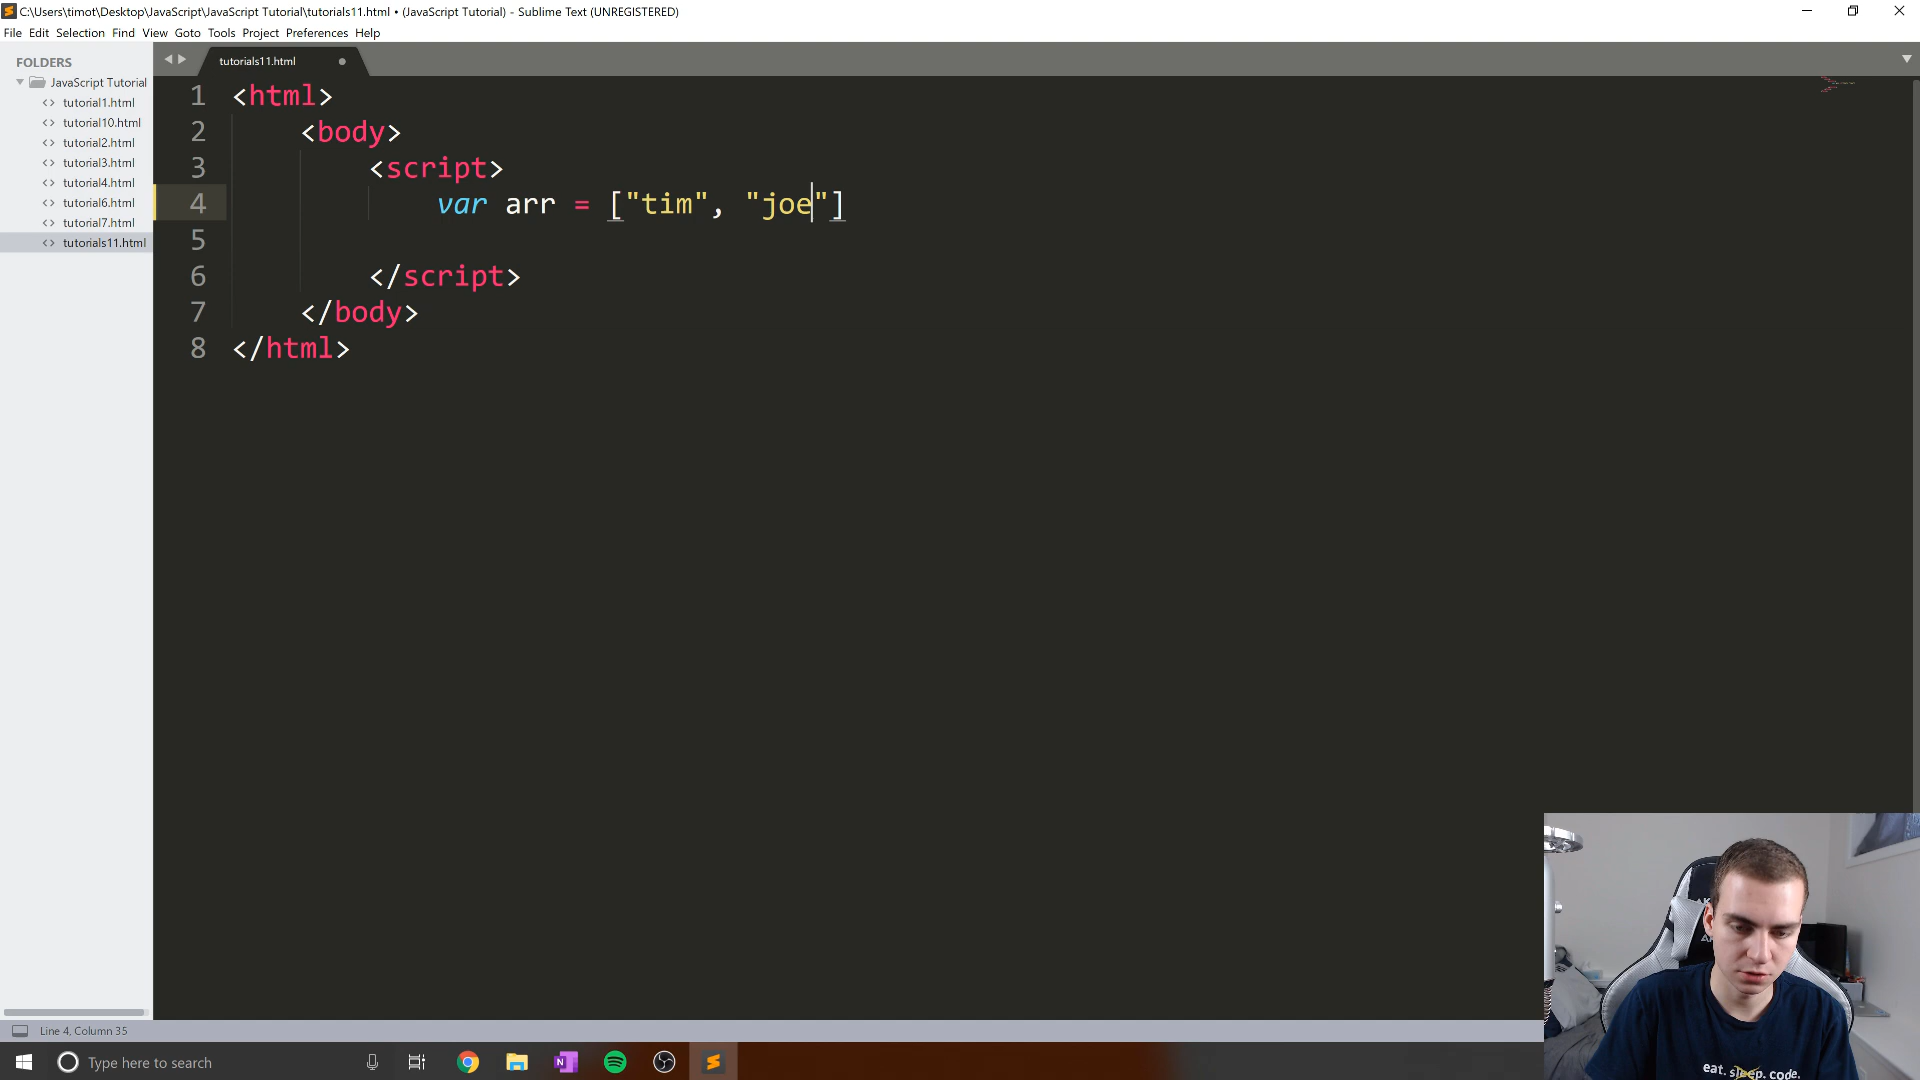 C:\Users\timot\Desktop\JavaScript\JavaScript Tutorial\tutorials11.html • (JavaScript Tutorial) - Sublime Text (UNREGISTERED)
File Edit Selection Find View Goto Tools Project Preferences Help
FOLDERS
JavaScript Tutorial
<> tutorial1.html
<> tutorial10.html
<> tutorial2.html
<> tutorial3.html
<> tutorial4.html
<> tutorial6.html
<> tutorial7.html
<> tutorials11.html
tutorials11.html
1 <html>
2 <body>
3 <script>
4 var arr = ["tim", "joe"]
5
6 </script>
7 </body>
8 </html>
eat. sleep. code.
Line 4, Column 35
Type here to search